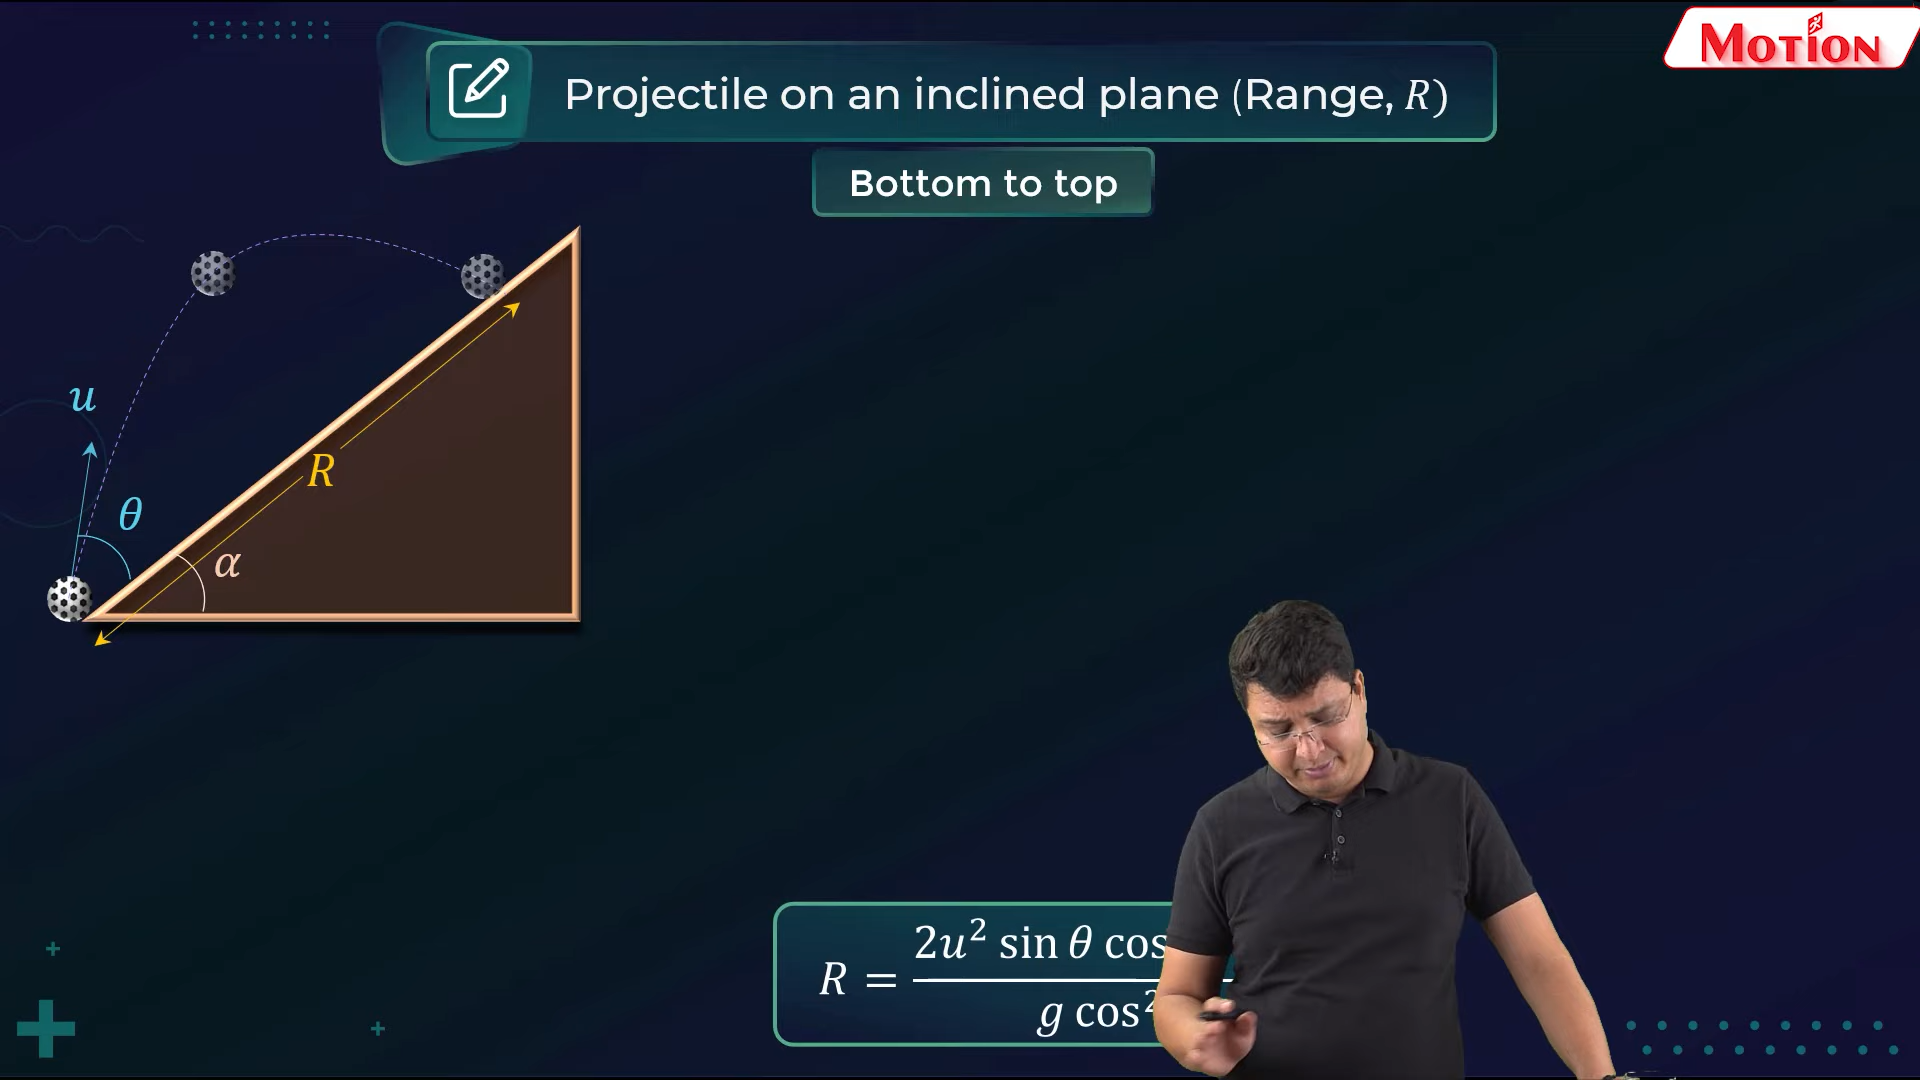 MOTION
Projectile on an inclined plane (Range, R)
Bottom to top
u
θ
R
α
R = 2u² sin θ cos
g cos²